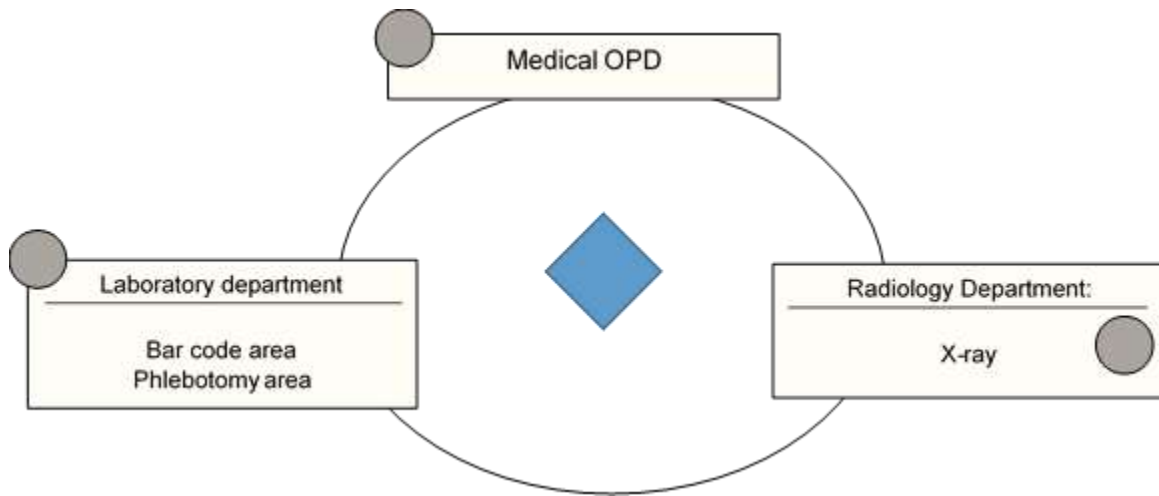 Medical OPD
Laboratory department
Bar code area
Phlebotomy area
Radiology Department:
X-ray